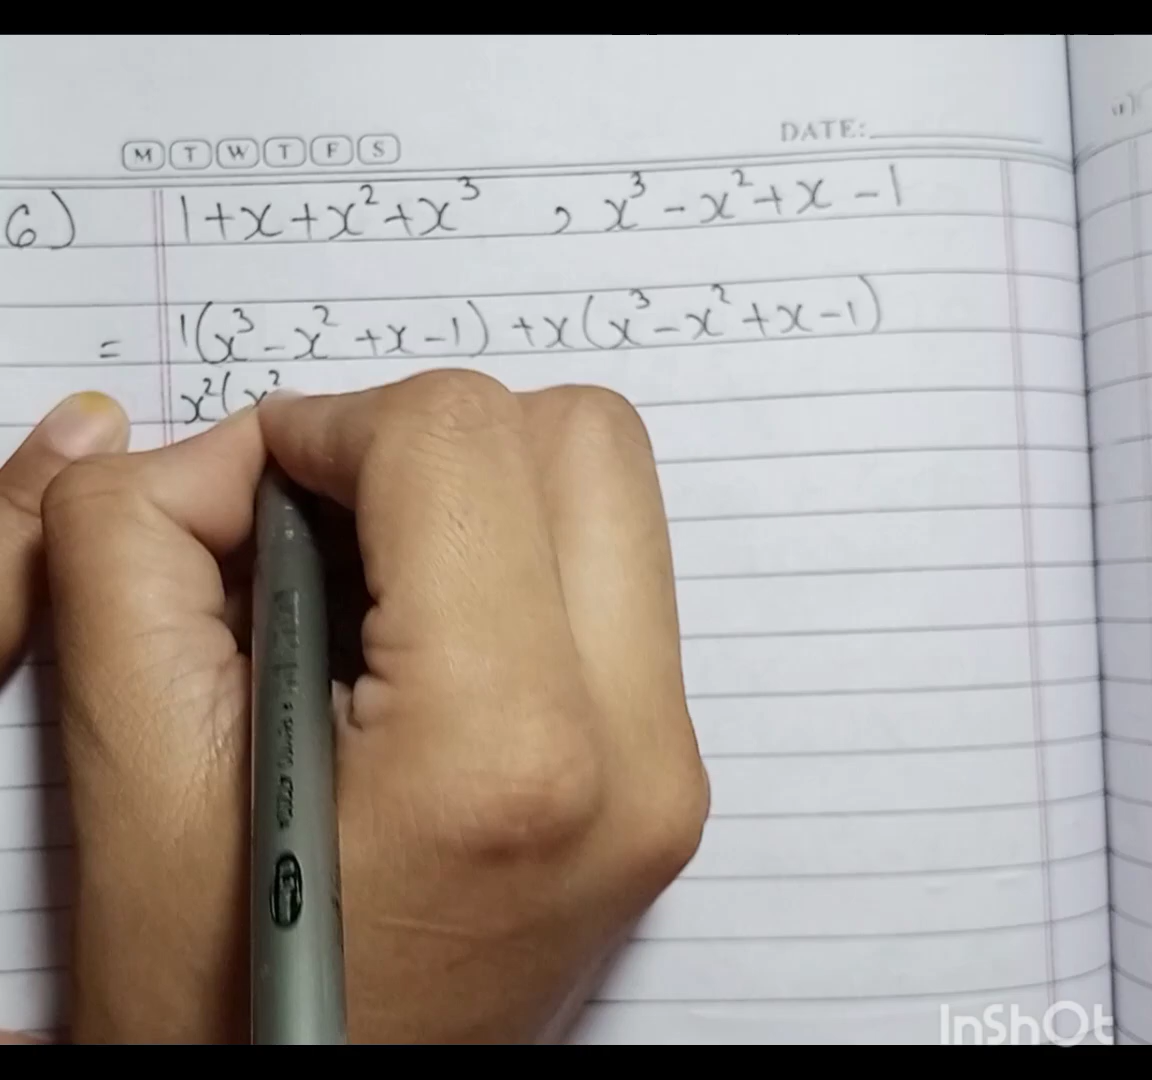 M T W T F S
DATE:
6) 1+x+x²+x³ , x³-x²+x-1
= 1(x³-x²+x-1) +x(x³-x²+x-1)
x²(x²
InShOt